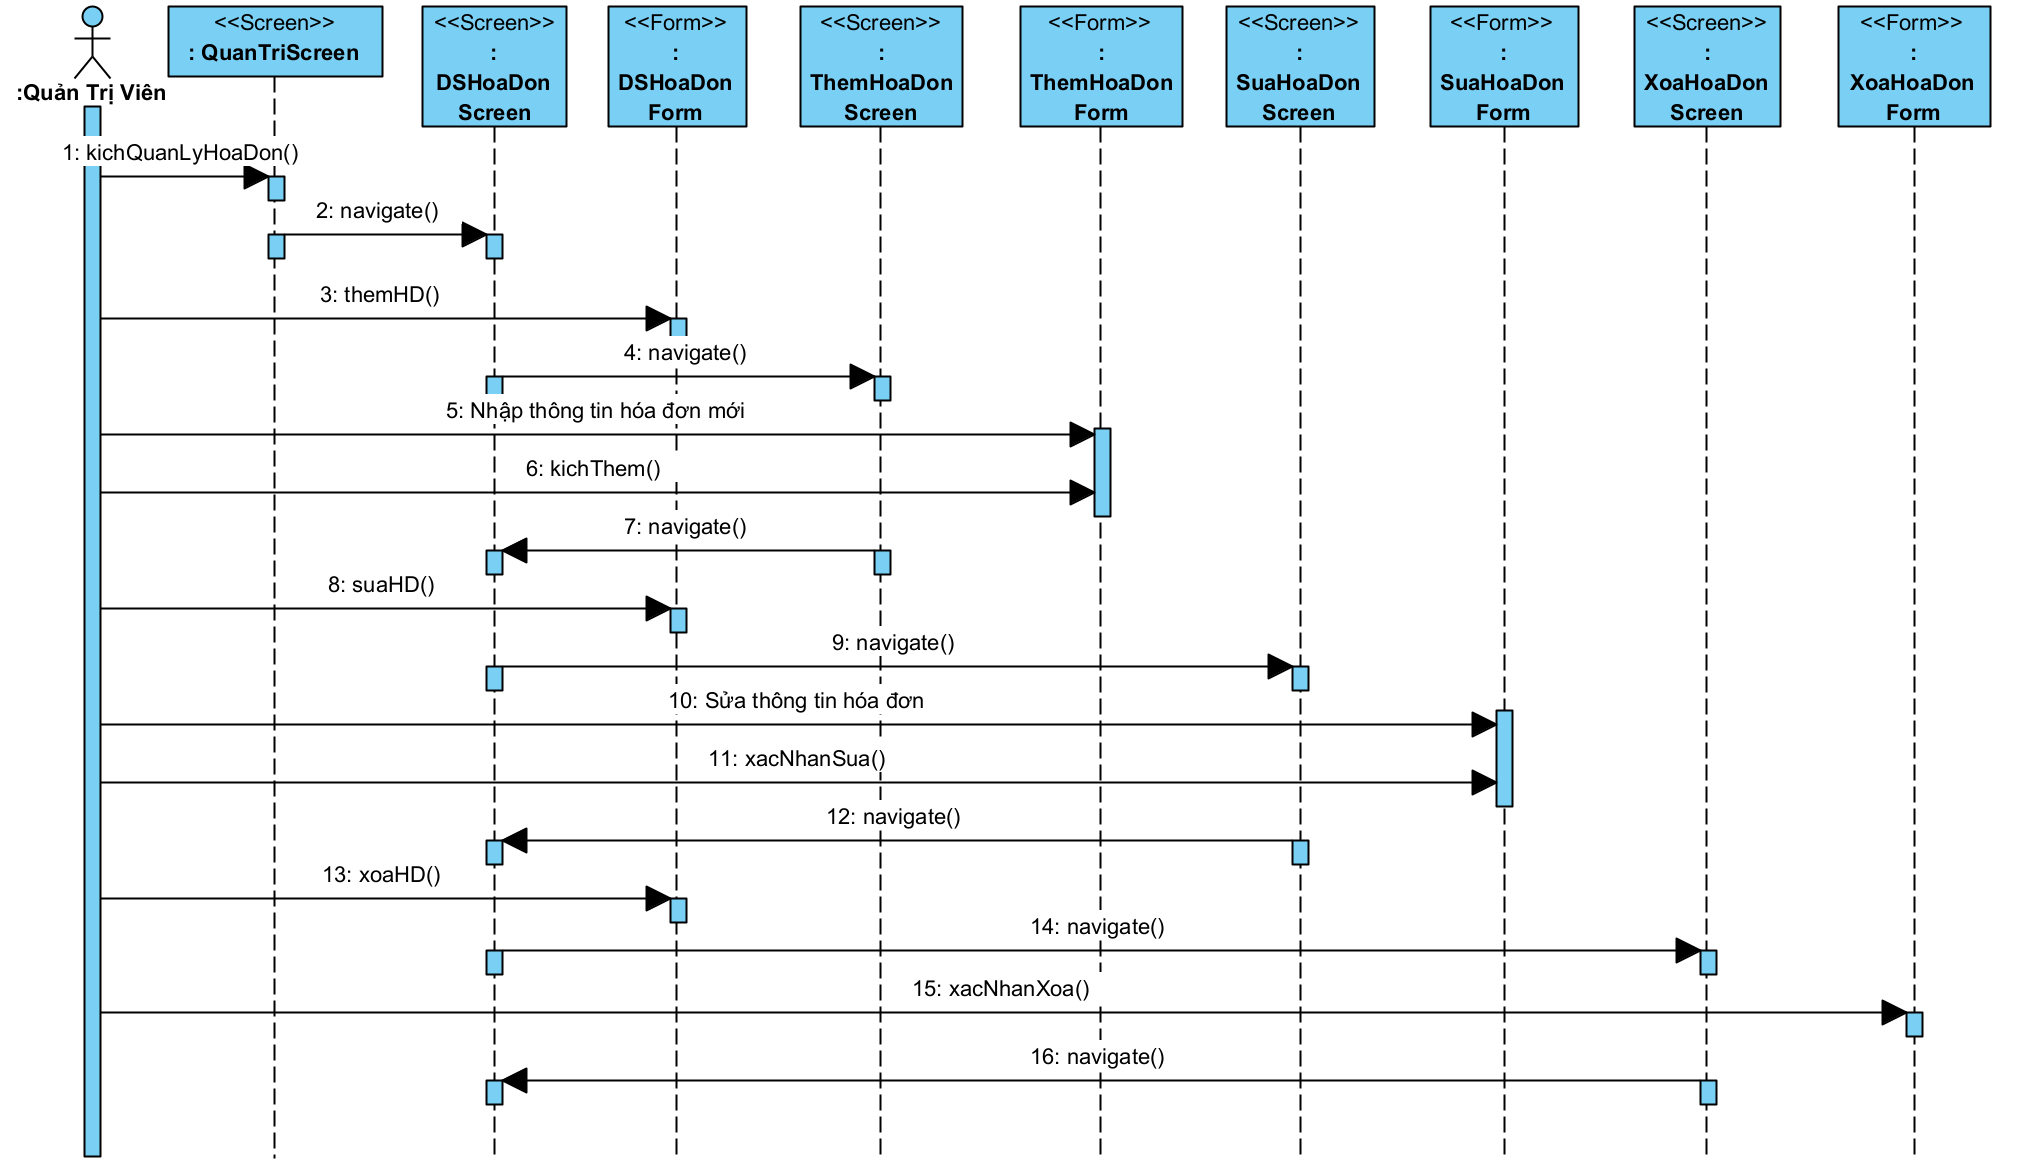 :Quản Trị Viên
<<Screen>>
: QuanTriScreen
<<Screen>>
:
DSHoaDon
Screen
<<Form>>
:
DSHoaDon
Form
<<Screen>>
:
ThemHoaDon
Screen
<<Form>>
:
ThemHoaDon
Form
<<Screen>>
:
SuaHoaDon
Screen
<<Form>>
:
SuaHoaDon
Form
<<Screen>>
:
XoaHoaDon
Screen
<<Form>>
:
XoaHoaDon
Form
1: kichQuanLyHoaDon()
2: navigate()
3: themHD()
4: navigate()
5: Nhập thông tin hóa đơn mới
6: kichThem()
7: navigate()
8: suaHD()
9: navigate()
10: Sửa thông tin hóa đơn
11: xacNhanSua()
12: navigate()
13: xoaHD()
14: navigate()
15: xacNhanXoa()
16: navigate()